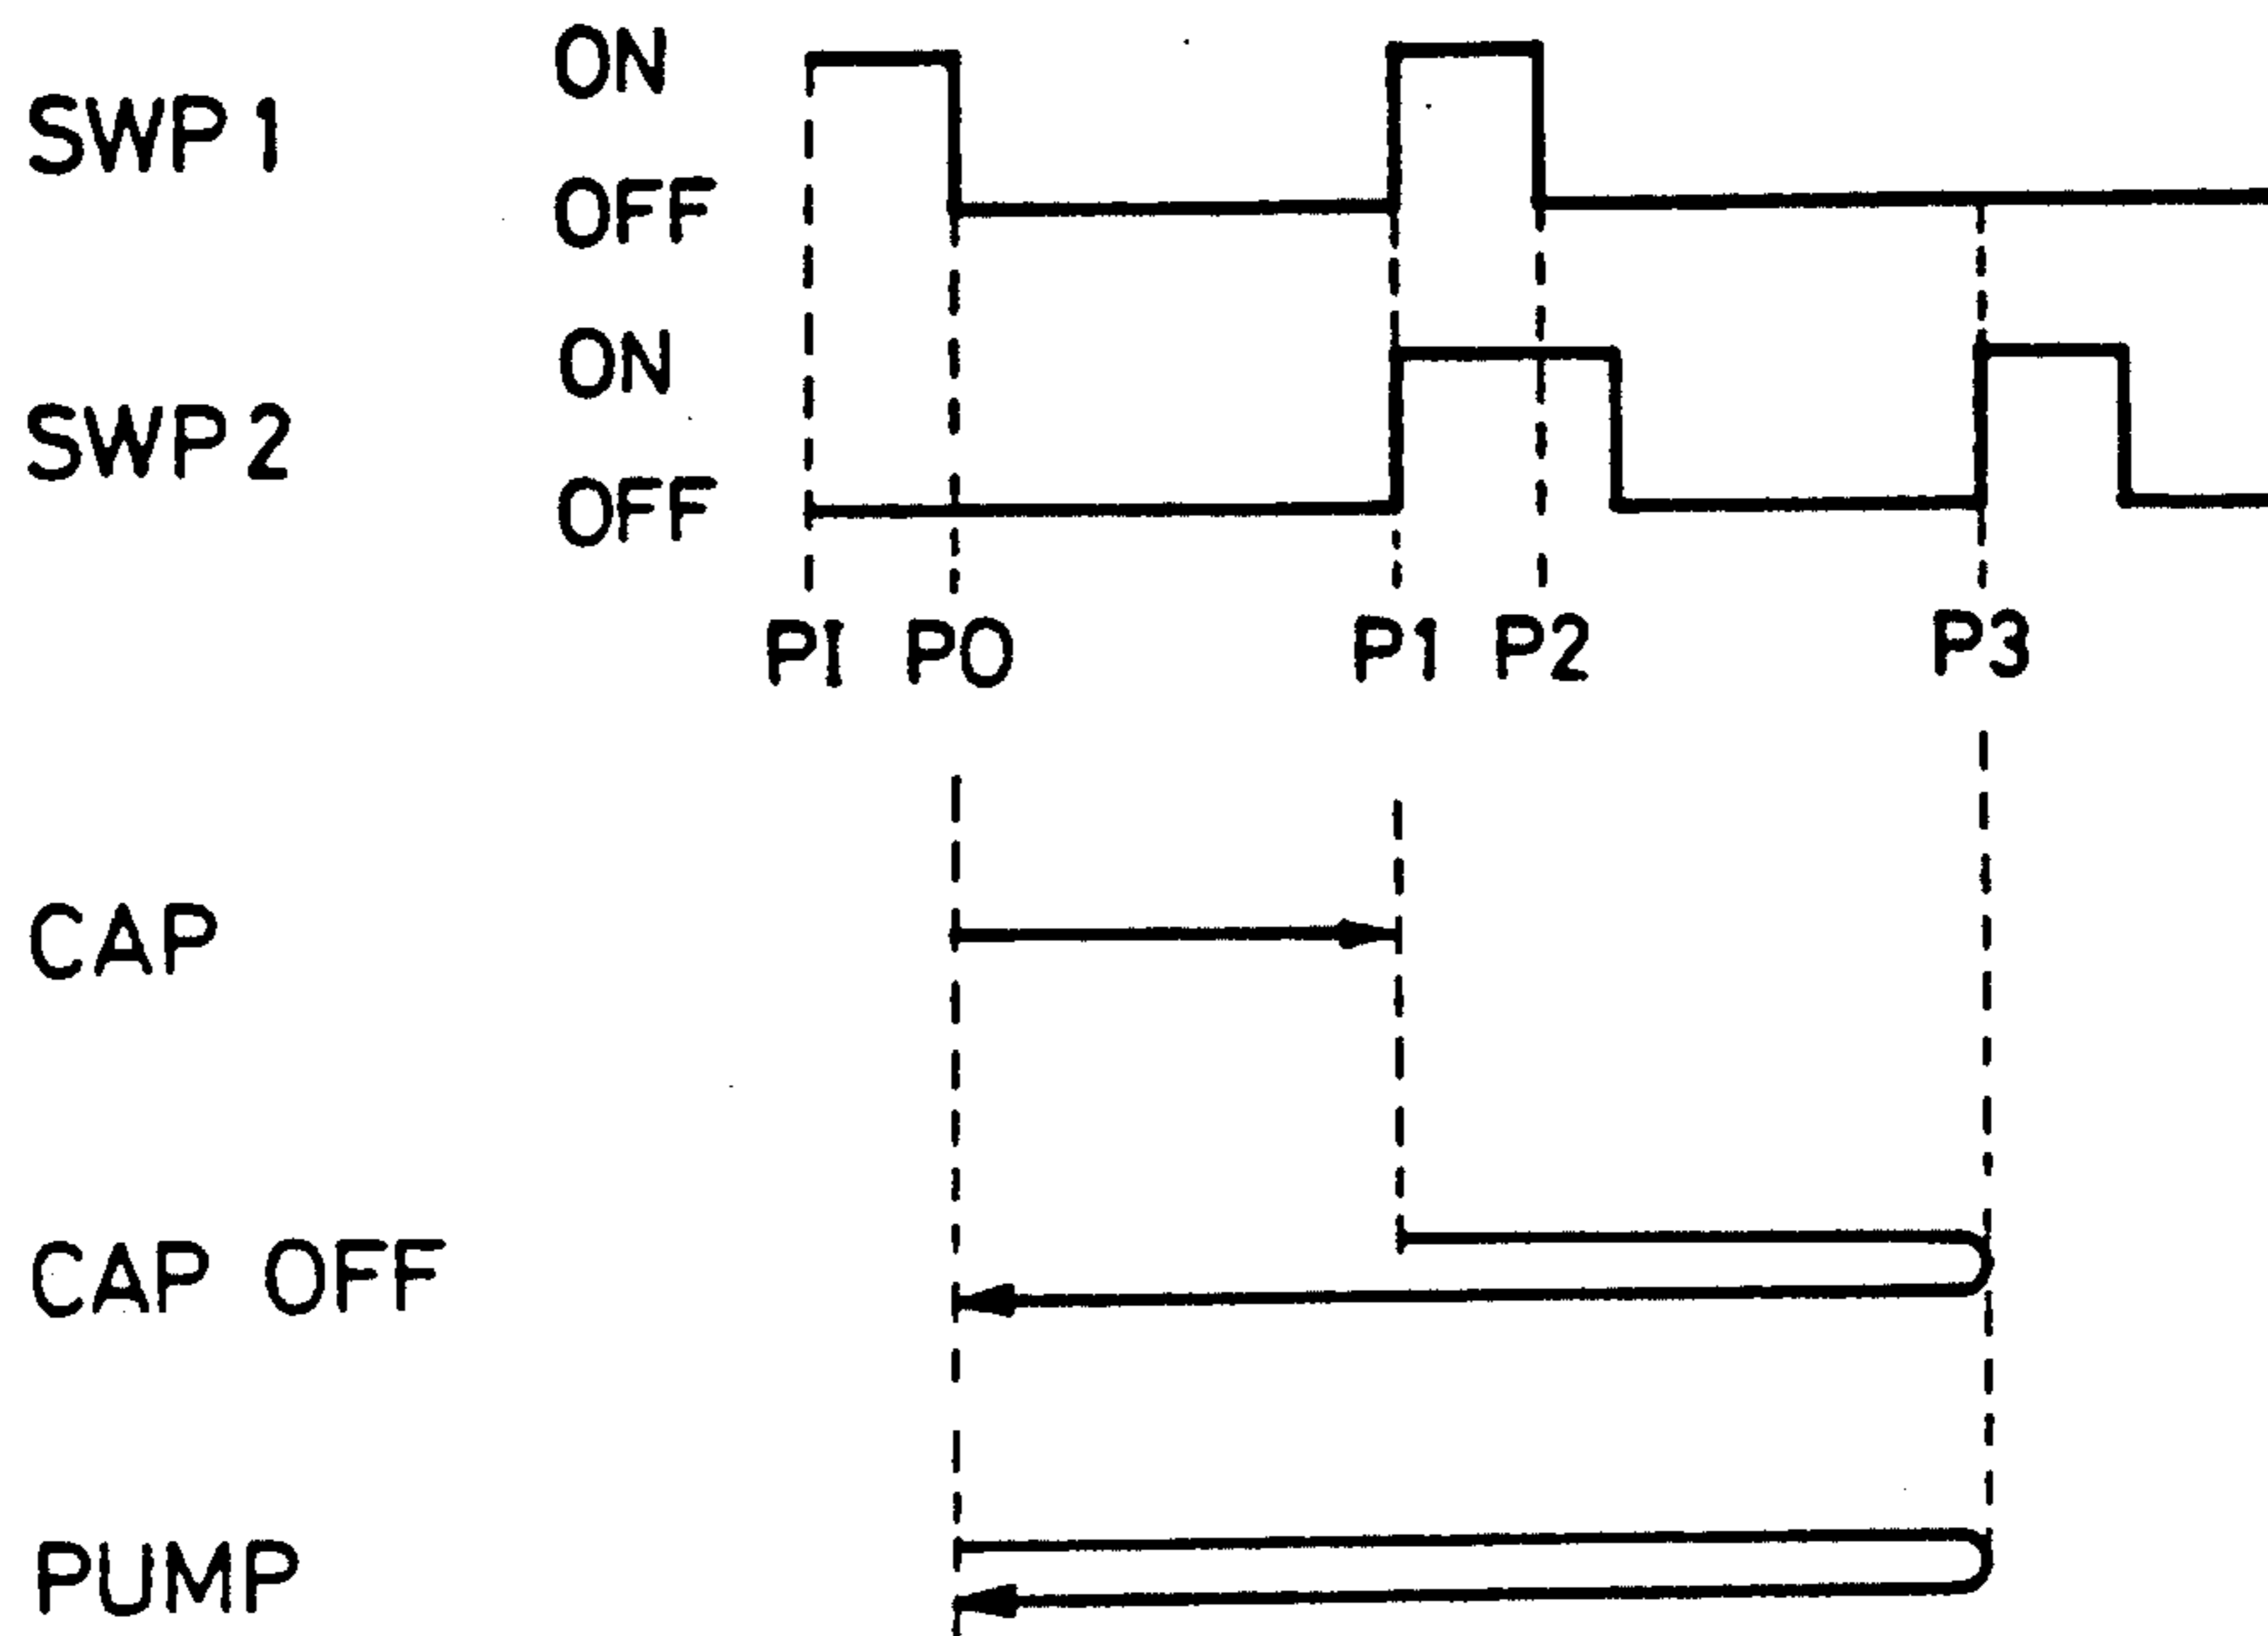 ON
SWP 1
OFF
ON
SWP 2
OFF
PI PO P1 P2 P3
CAP
CAP OFF
PUMP